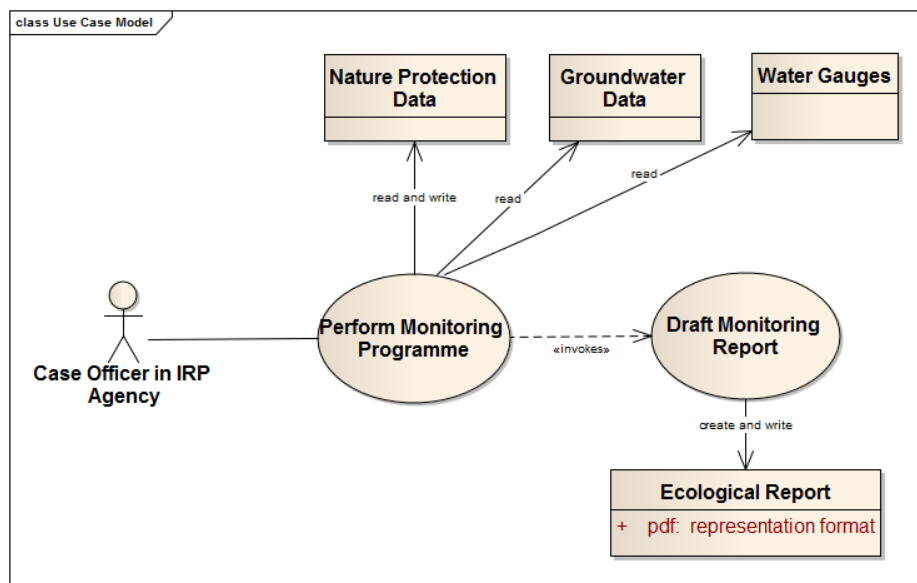 class Use Case Model
Nature Protection
Data
Groundwater
Data
Water Gauges
read and write
read
read
Case Officer in IRP
Agency
Perform Monitoring
Programme
«invokes»
Draft Monitoring
Report
create and write
Ecological Report
+ pdf: representation format